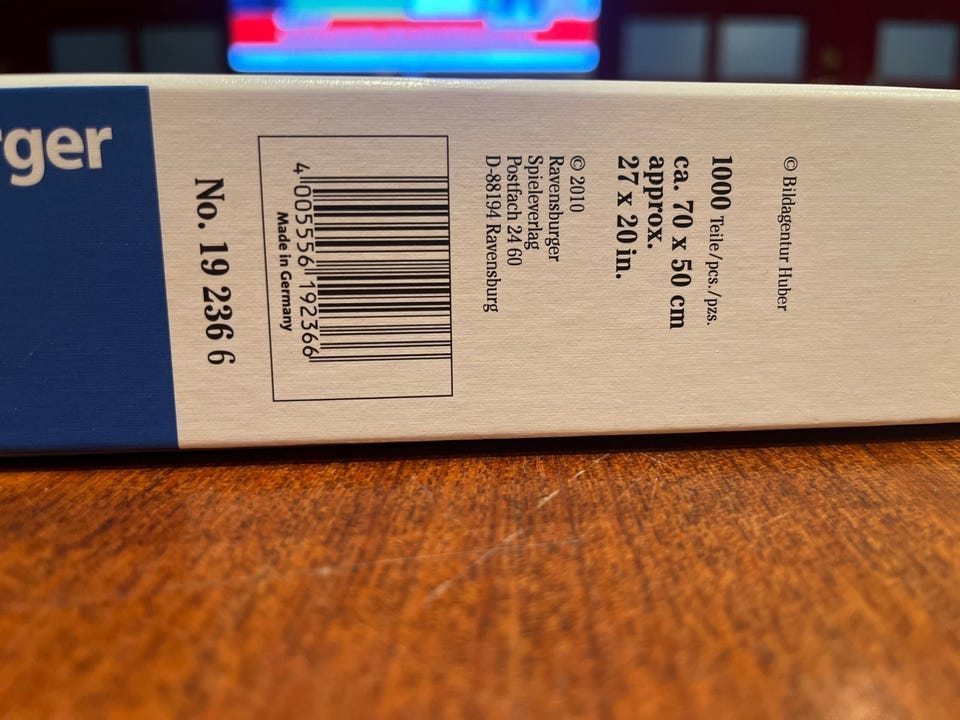 rger
No. 19 236 6
4 005556 192366
Made in Germany
© 2010
Ravensburger
Spieleverlag
Postfach 24 60
D-88194 Ravensburg
1000 Teile/pcs./pzs.
ca. 70 x 50 cm
approx.
27 x 20 in.
© Bildagentur Huber